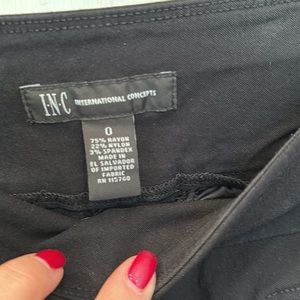 I·N·C INTERNATIONAL CONCEPTS
0
75% RAYON
22% NYLON
3% SPANDEX
MADE IN
EL SALVADOR
OF IMPORTED
FABRIC
RN 115760